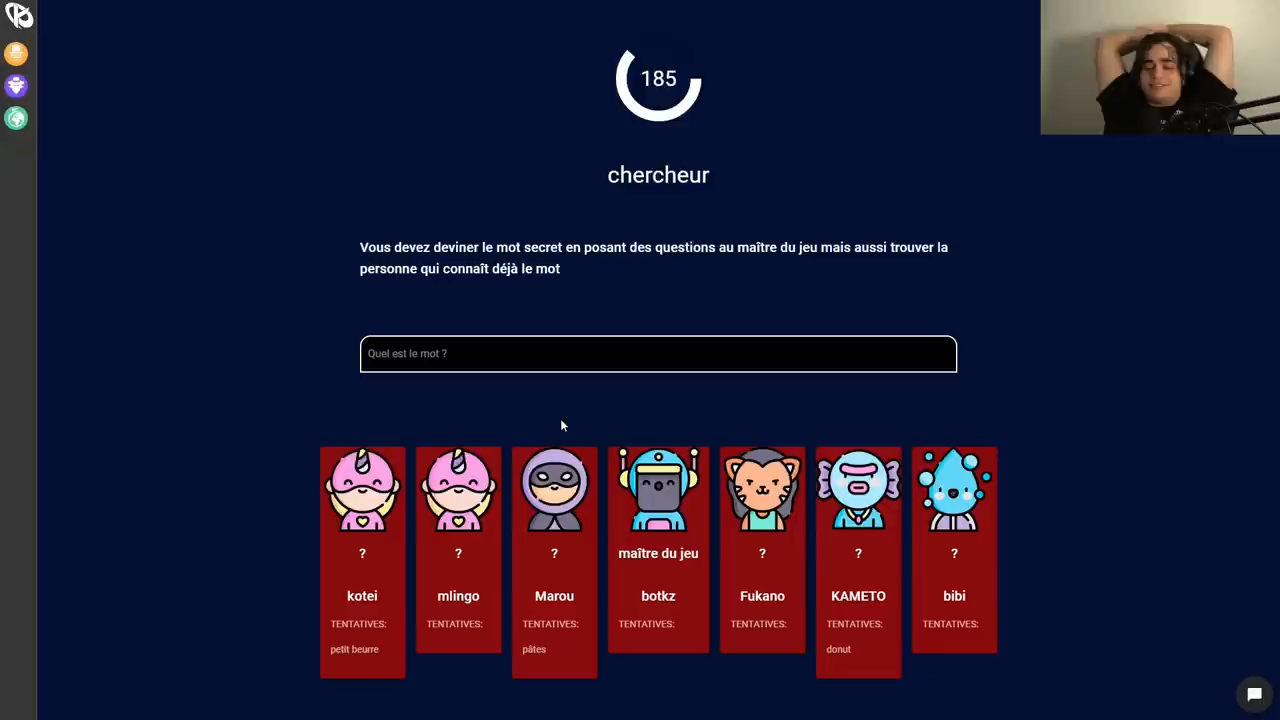 185
chercheur
Vous devez deviner le mot secret en posant des questions au maître du jeu mais aussi trouver la
personne qui connaît déjà le mot
Quel est le mot ?
? ? ? maître du jeu ? ? ?
kotei mlingo Marou botkz Fukano KAMETO bibi
TENTATIVES: TENTATIVES: TENTATIVES: TENTATIVES: TENTATIVES: TENTATIVES: TENTATIVES:
petit beurre pâtes donut